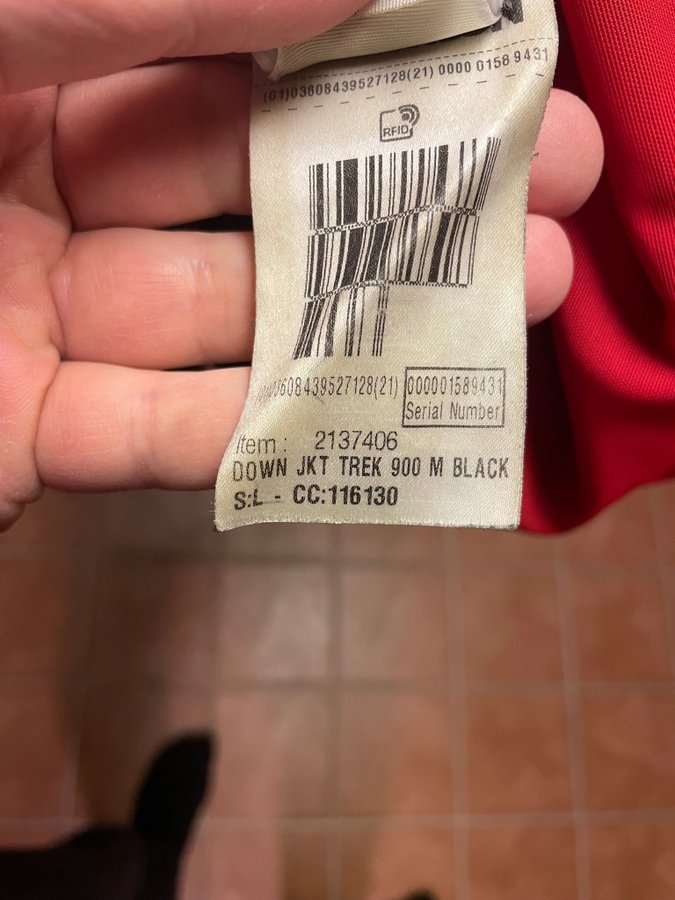 (01)03608439527128(21) 0000 0158 9431
RFID
03608439527128(21)
000001589431
Serial Number
Item : 2137406
DOWN JKT TREK 900 M BLACK
S:L - CC:116130